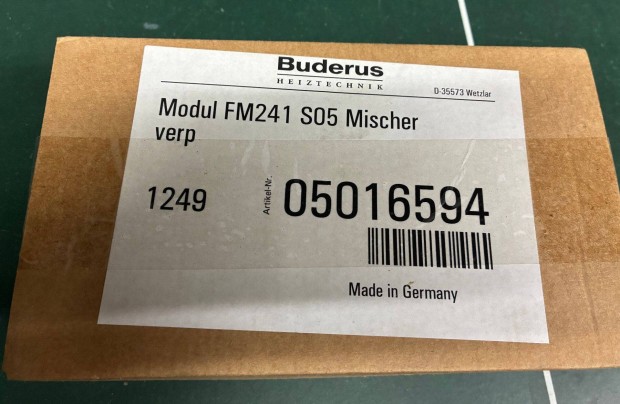 Buderus
HEIZTECHNIK
D-35573 Wetzlar
Modul FM241 S05 Mischer
verp
1249
Artikel-Nr.
05016594
Made in Germany